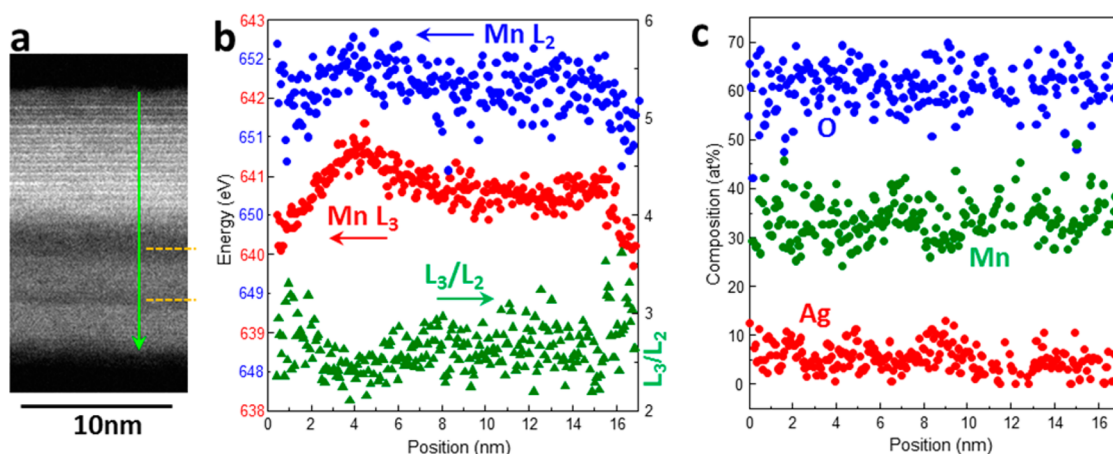 a
10nm
b
643
652
642
651
641
650
640
649
639
648
638
Energy (eV)
Mn L2
Mn L3
L3/L2
6
5
4
3
2
L3/L2
0 2 4 6 8 10 12 14 16
Position (nm)
c
70
60
50
40
30
20
10
0
Composition (at%)
O
Mn
Ag
0 2 4 6 8 10 12 14 16
Position (nm)